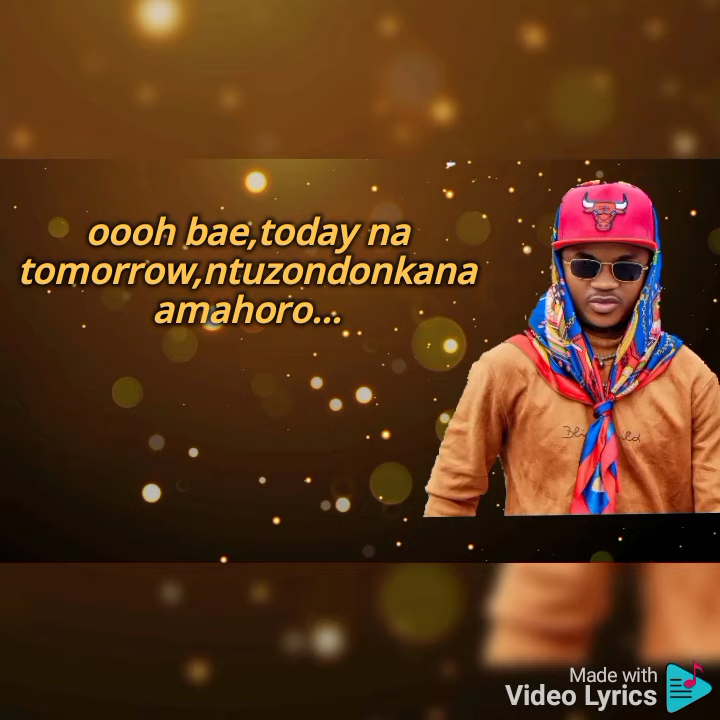 oooh bae,today na
tomorrow,ntuzondonkana
amahoro...
Made with
Video Lyrics